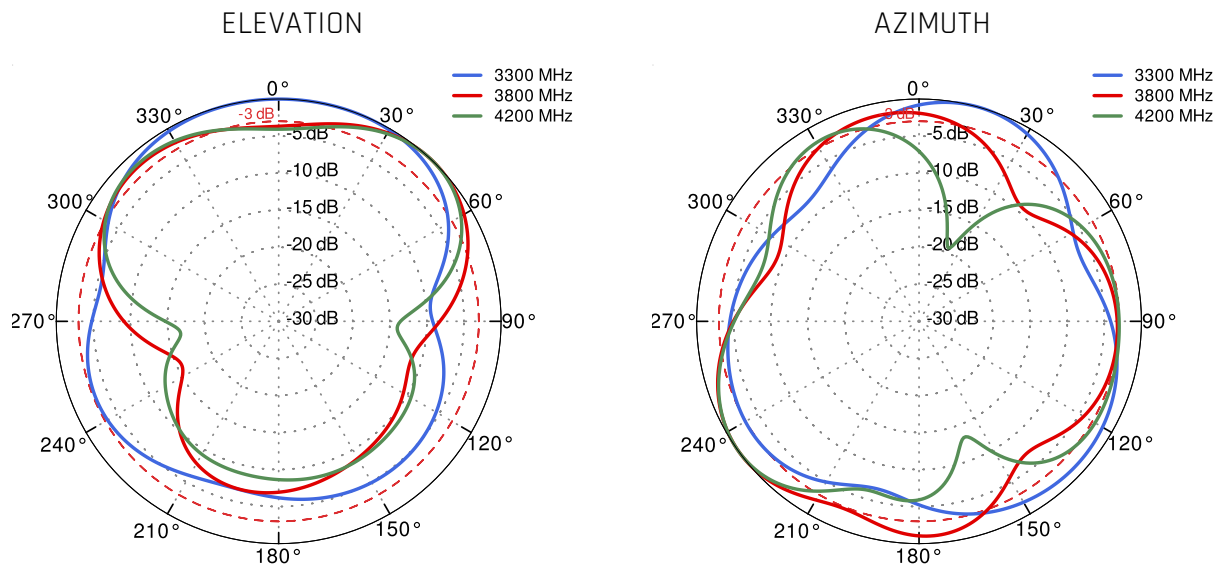 ELEVATION
3300 MHz
3800 MHz
4200 MHz
0°
330°
-3 dB
30°
-5 dB
-10 dB
300°
60°
-15 dB
-20 dB
-25 dB
270°
-30 dB
90°
240°
120°
210°
150°
180°
AZIMUTH
3300 MHz
3800 MHz
4200 MHz
0°
330°
-3 dB
30°
-5 dB
-10 dB
300°
60°
-15 dB
-20 dB
-25 dB
270°
-30 dB
90°
240°
120°
210°
150°
180°